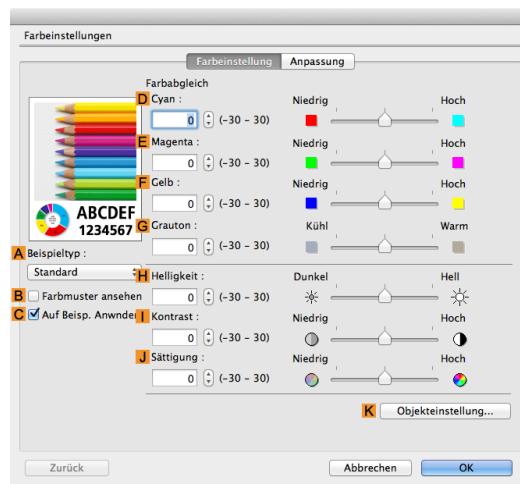 Farbeinstellungen
Farbeinstellung Anpassung
Farbabgleich
D Cyan : Niedrig Hoch
0 (-30 – 30)
E Magenta : Niedrig Hoch
0 (-30 – 30)
F Gelb : Niedrig Hoch
0 (-30 – 30)
ABCDEF
1234567
G Grauton : Kühl Warm
0 (-30 – 30)
A Beispieltyp :
Standard
H Helligkeit : Dunkel Hell
B Farbmuster ansehen 0 (-30 – 30)
C Auf Beisp. Anwnden
I Kontrast : Niedrig Hoch
0 (-30 – 30)
J Sättigung : Niedrig Hoch
0 (-30 – 30)
K Objekteinstellung...
Zurück Abbrechen OK